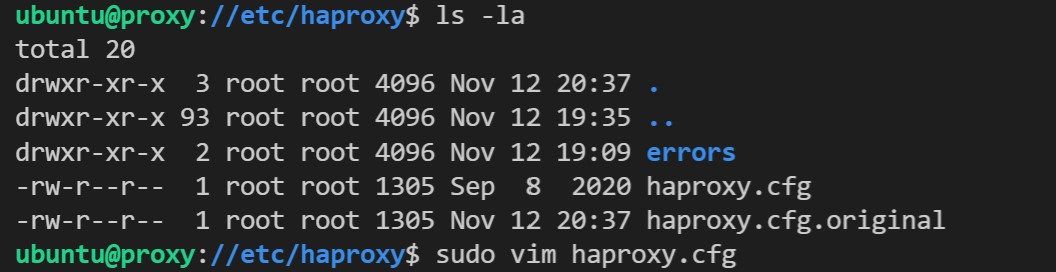 ubuntu@proxy://etc/haproxy$ ls -la
total 20
drwxr-xr-x  3 root root 4096 Nov 12 20:37 .
drwxr-xr-x 93 root root 4096 Nov 12 19:35 ..
drwxr-xr-x  2 root root 4096 Nov 12 19:09 errors
-rw-r--r--  1 root root 1305 Sep  8  2020 haproxy.cfg
-rw-r--r--  1 root root 1305 Nov 12 20:37 haproxy.cfg.original
ubuntu@proxy://etc/haproxy$ sudo vim haproxy.cfg